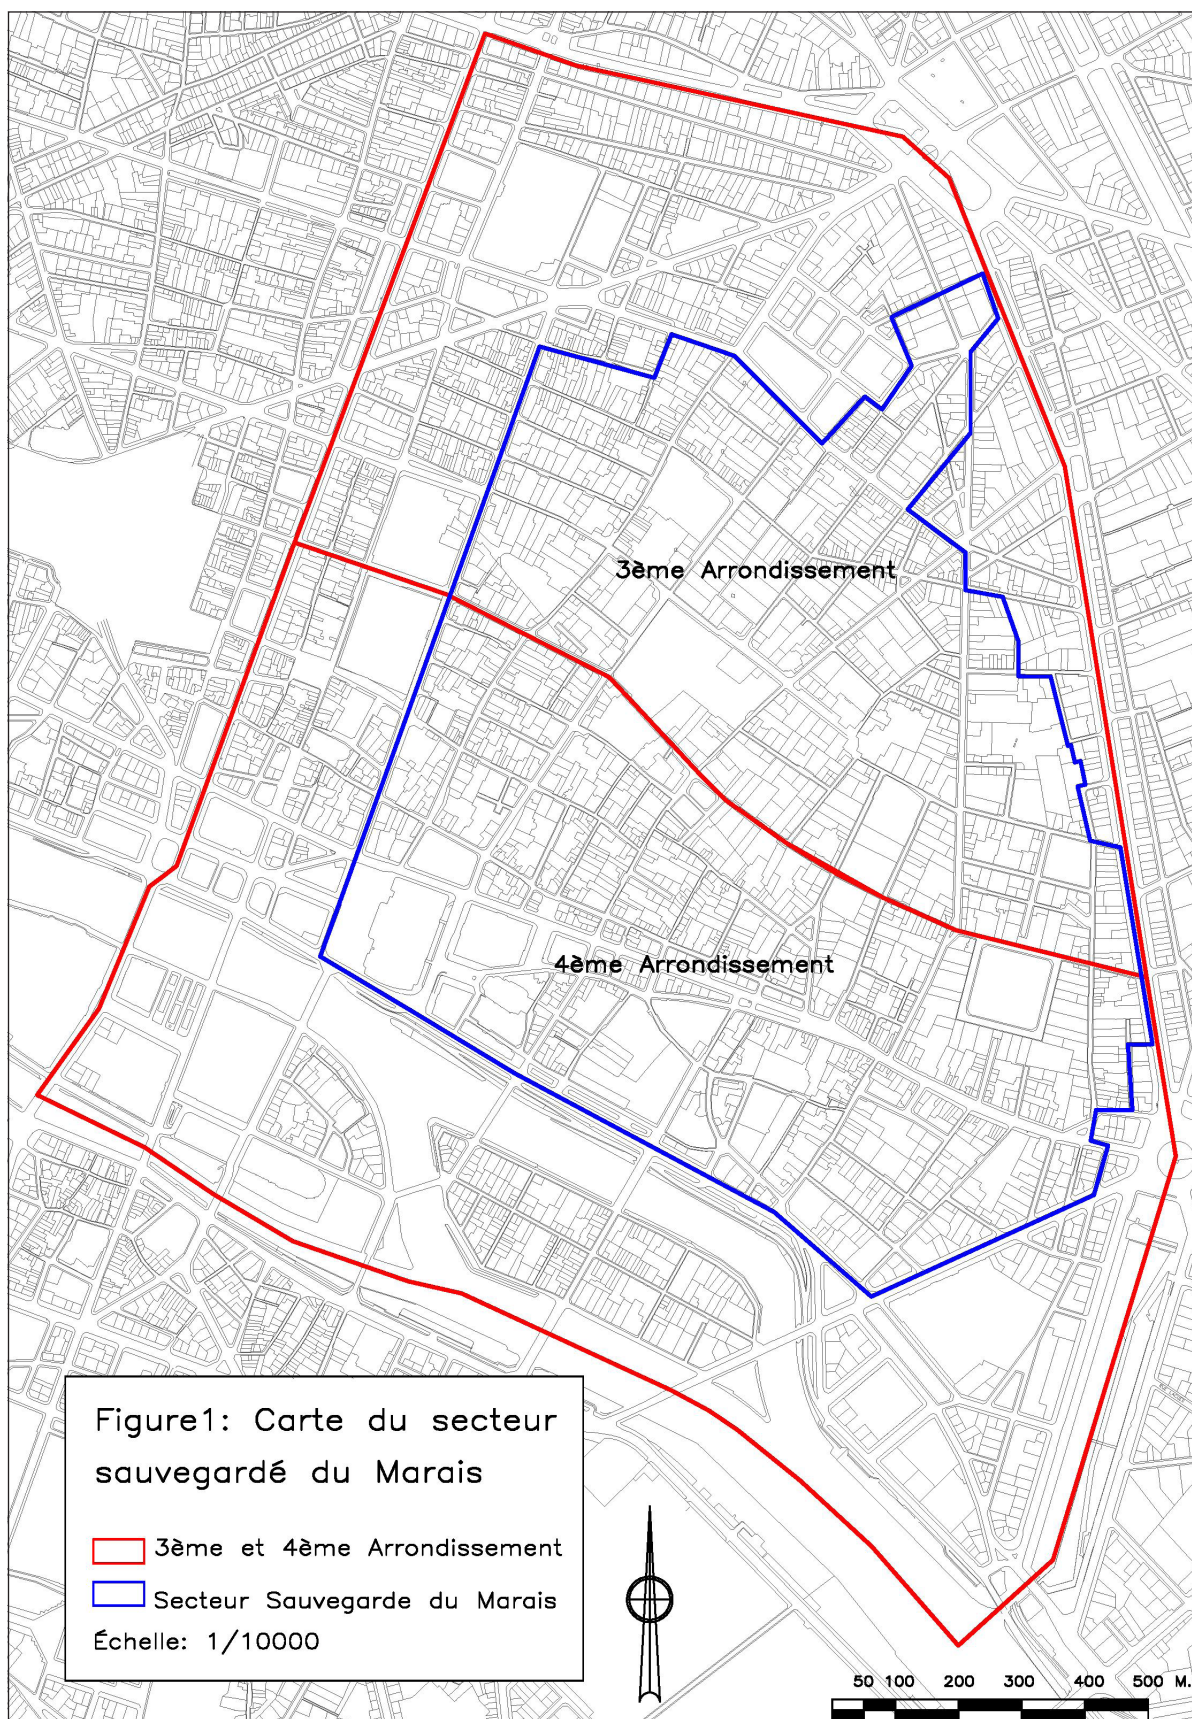 3ème Arrondissement
4ème Arrondissement
Figure1: Carte du secteur
sauvegardé du Marais
3ème et 4ème Arrondissement
Secteur Sauvegarde du Marais
Échelle: 1/10000
50 100 200 300 400 500 M.